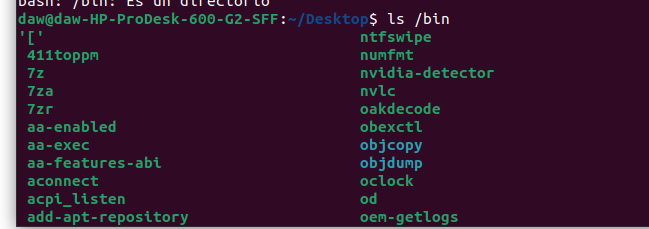 bash: /bin: Es un directorio
daw@daw-HP-ProDesk-600-G2-SFF:~/Desktop$ ls /bin
'[' ntfswipe
411toppm numfmt
7z nvidia-detector
7za nvlc
7zr oakdecode
aa-enabled obexctl
aa-exec objcopy
aa-features-abi objdump
aconnect oclock
acpi_listen od
add-apt-repository oem-getlogs